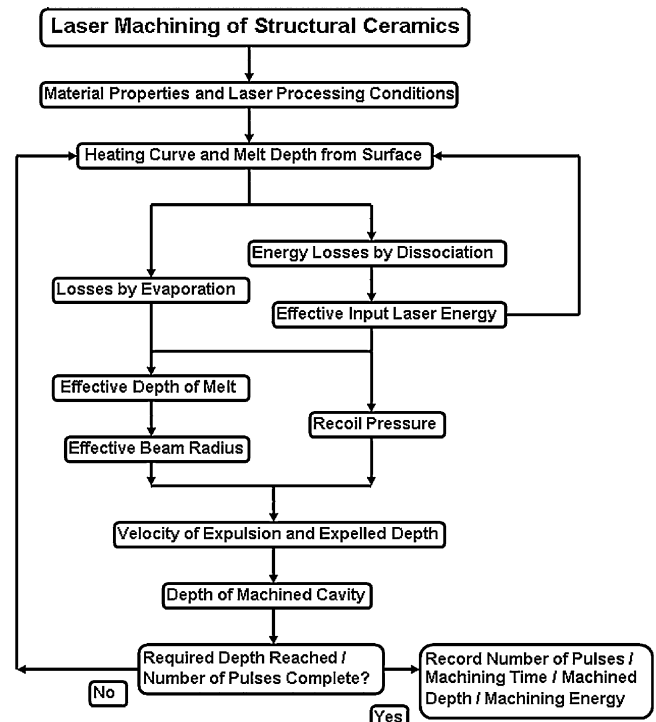 Laser Machining of Structural Ceramics
Material Properties and Laser Processing Conditions
Heating Curve and Melt Depth from Surface
Energy Losses by Dissociation
Losses by Evaporation
Effective Input Laser Energy
Effective Depth of Melt
Recoil Pressure
Effective Beam Radius
Velocity of Expulsion and Expelled Depth
Depth of Machined Cavity
Required Depth Reached /
Number of Pulses Complete?
Record Number of Pulses /
Machining Time / Machined
Depth / Machining Energy
No
Yes